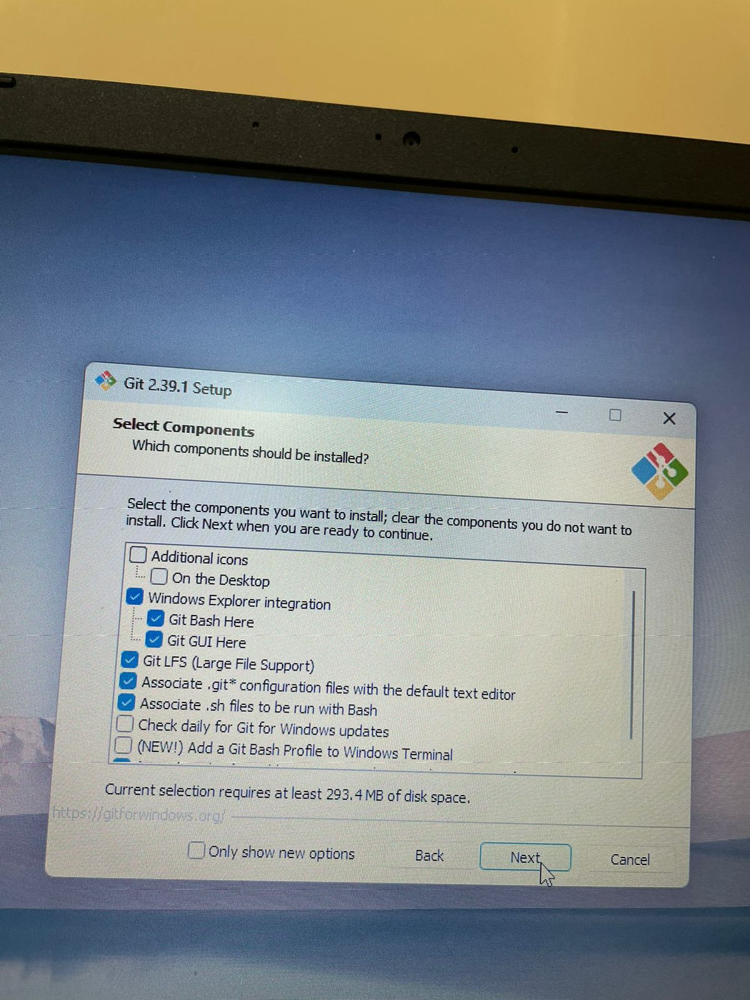 Git 2.39.1 Setup
Select Components
Which components should be installed?
Select the components you want to install; clear the components you do not want to
install. Click Next when you are ready to continue.
Additional icons
On the Desktop
Windows Explorer integration
Git Bash Here
Git GUI Here
Git LFS (Large File Support)
Associate .git* configuration files with the default text editor
Associate .sh files to be run with Bash
Check daily for Git for Windows updates
(NEW!) Add a Git Bash Profile to Windows Terminal
Current selection requires at least 293.4 MB of disk space.
https://gitforwindows.org/
Only show new options
Back
Next
Cancel